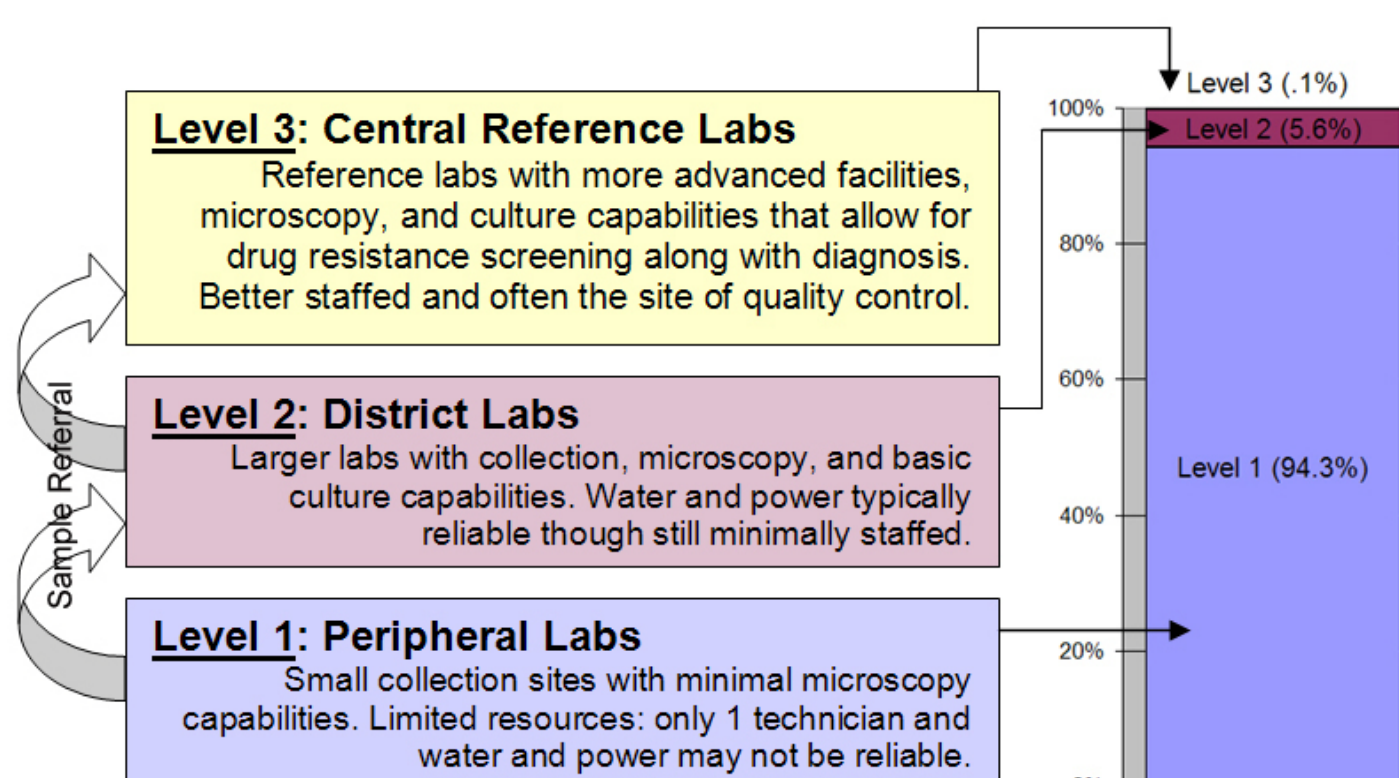 Level 3: Central Reference Labs
Reference labs with more advanced facilities,
microscopy, and culture capabilities that allow for
drug resistance screening along with diagnosis.
Better staffed and often the site of quality control.
Level 2: District Labs
Larger labs with collection, microscopy, and basic
culture capabilities. Water and power typically
reliable though still minimally staffed.
Level 1: Peripheral Labs
Small collection sites with minimal microscopy
capabilities. Limited resources: only 1 technician and
water and power may not be reliable.
Sample Referral
Level 3 (.1%)
100%
Level 2 (5.6%)
80%
60%
Level 1 (94.3%)
40%
20%